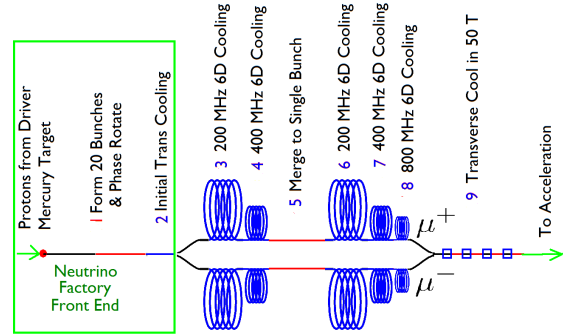 Protons from Driver
Mercury Target
1 Form 20 Bunches
& Phase Rotate
2 Initial Trans Cooling
3 200 MHz 6D Cooling
4 400 MHz 6D Cooling
5 Merge to Single Bunch
6 200 MHz 6D Cooling
7 400 MHz 6D Cooling
8 800 MHz 6D Cooling
9 Transverse Cool in 50 T
To Acceleration
μ+
μ−
Neutrino
Factory
Front End